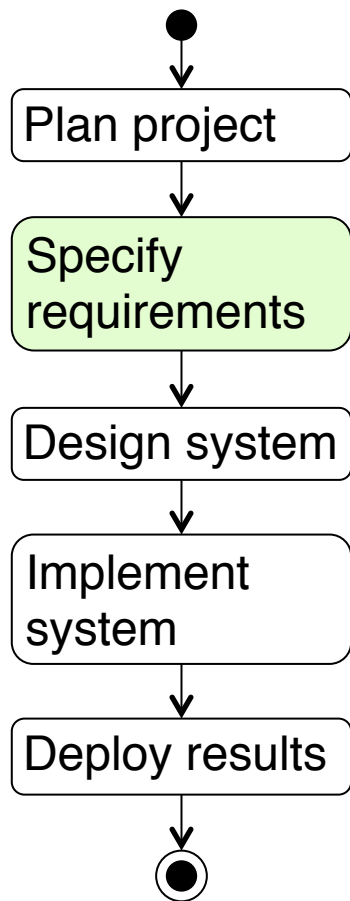 Plan project
Specify
requirements
Design system
Implement
system
Deploy results